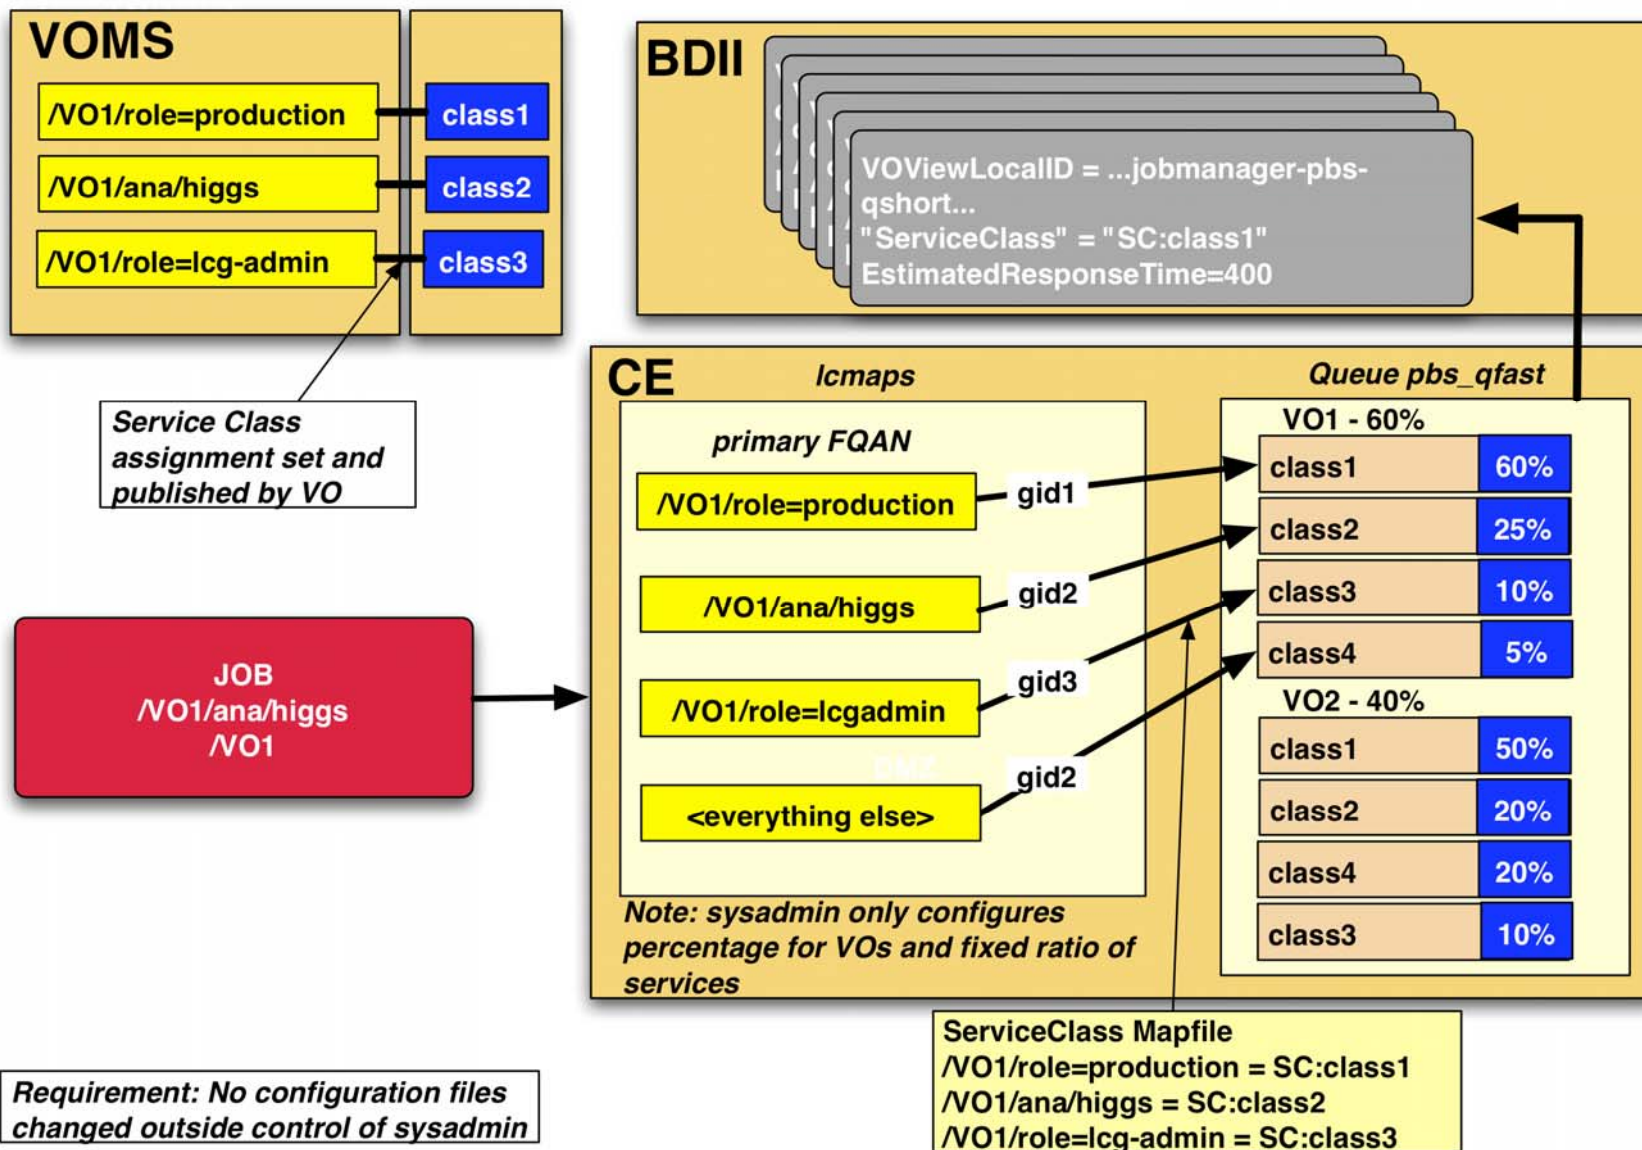 VOMS
/VO1/role=production
class1
/VO1/ana/higgs
class2
/VO1/role=lcg-admin
class3
Service Class
assignment set and
published by VO
BDII
VOViewLocalID = ...jobmanager-pbs-
qshort...
"ServiceClass" = "SC:class1"
EstimatedResponseTime=400
CE
lcmaps
Queue pbs_qfast
primary FQAN
/VO1/role=production
gid1
/VO1/ana/higgs
gid2
/VO1/role=lcgadmin
gid3
<everything else>
gid2
VO1 - 60%
class1 60%
class2 25%
class3 10%
class4 5%
VO2 - 40%
class1 50%
class2 20%
class4 20%
class3 10%
Note: sysadmin only configures
percentage for VOs and fixed ratio of
services
JOB
/VO1/ana/higgs
/VO1
ServiceClass Mapfile
/VO1/role=production = SC:class1
/VO1/ana/higgs = SC:class2
/VO1/role=lcg-admin = SC:class3
Requirement: No configuration files
changed outside control of sysadmin